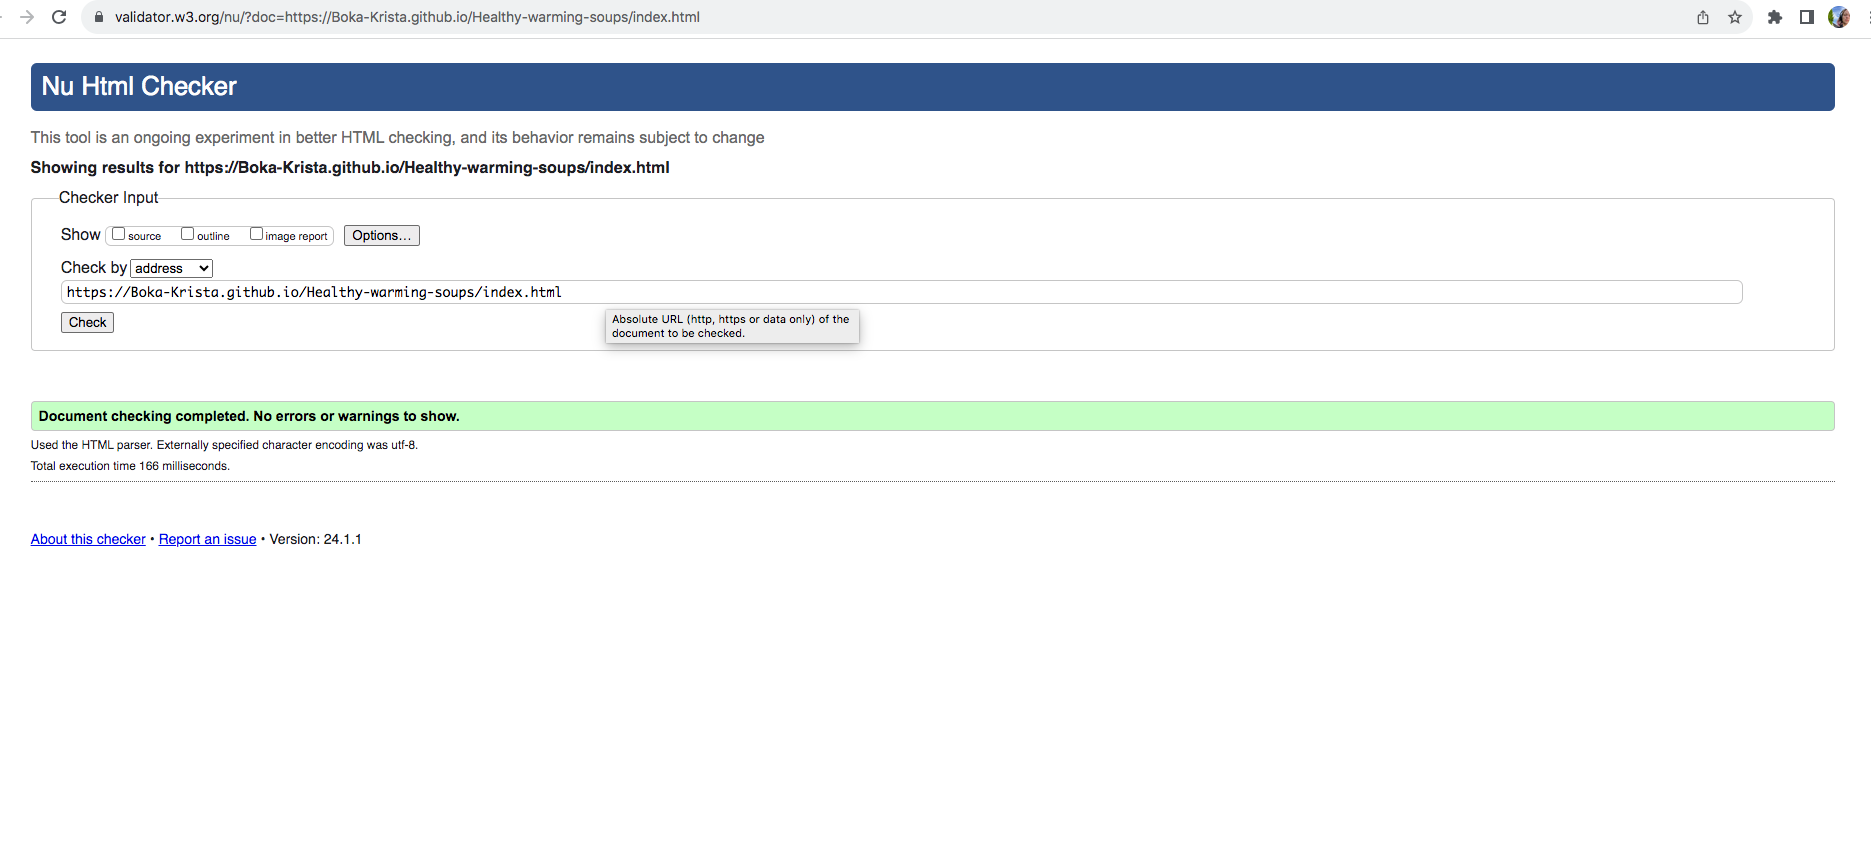 validator.w3.org/nu/?doc=https://Boka-Krista.github.io/Healthy-warming-soups/index.html
Nu Html Checker
This tool is an ongoing experiment in better HTML checking, and its behavior remains subject to change
Showing results for https://Boka-Krista.github.io/Healthy-warming-soups/index.html
Checker Input
Show source outline image report Options...
Check by address
https://Boka-Krista.github.io/Healthy-warming-soups/index.html
Check
Absolute URL (http, https or data only) of the
document to be checked.
Document checking completed. No errors or warnings to show.
Used the HTML parser. Externally specified character encoding was utf-8.
Total execution time 166 milliseconds.
About this checker • Report an issue • Version: 24.1.1